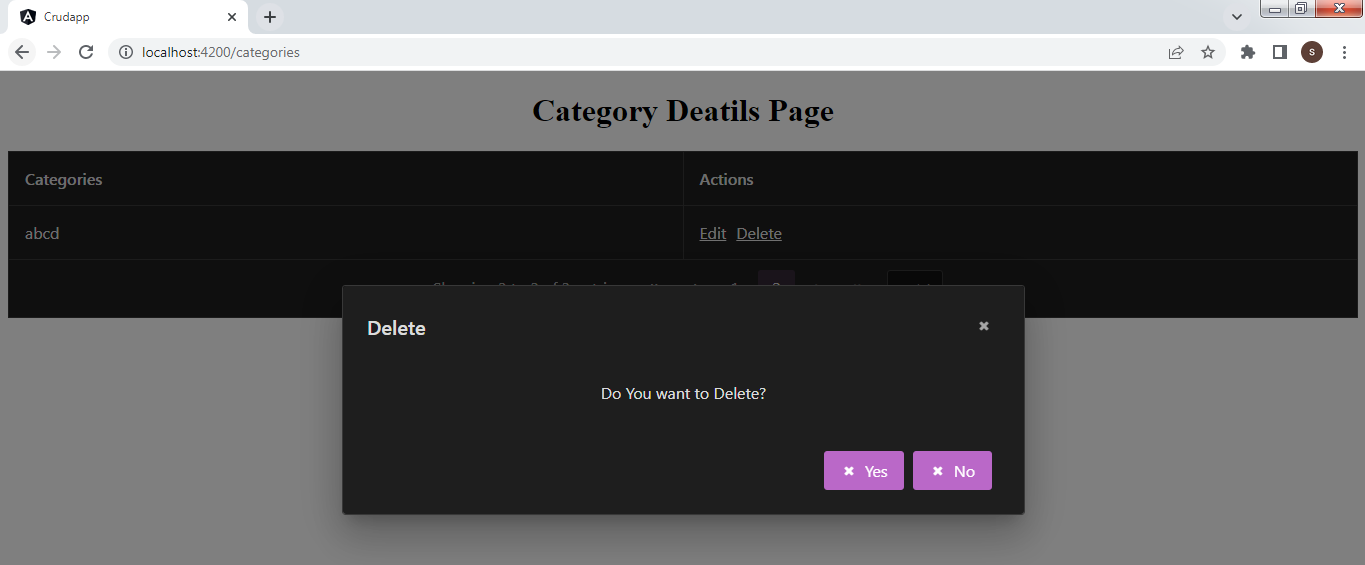 Crudapp
localhost:4200/categories
S
Category Deatils Page
Categories Actions
abcd Edit Delete
Delete
Do You want to Delete?
Yes No